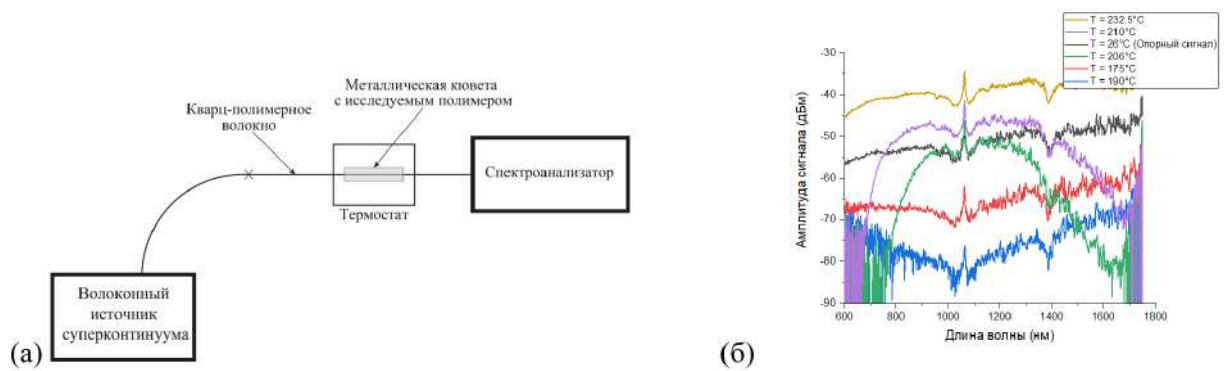 Металлическая кювета
с исследуемым полимером
Кварц-полимерное
волокно
Спектроанализатор
Термостат
Волоконный
источник
суперконтинуума
(а)
T = 232.5°C
T = 210°C
T = 26°C (Опорный сигнал)
T = 206°C
T = 175°C
T = 190°C
Амплитуда сигнала (дБм)
-30
-40
-50
-60
-70
-80
-90
600 800 1000 1200 1400 1600 1800
Длина волны (нм)
(б)